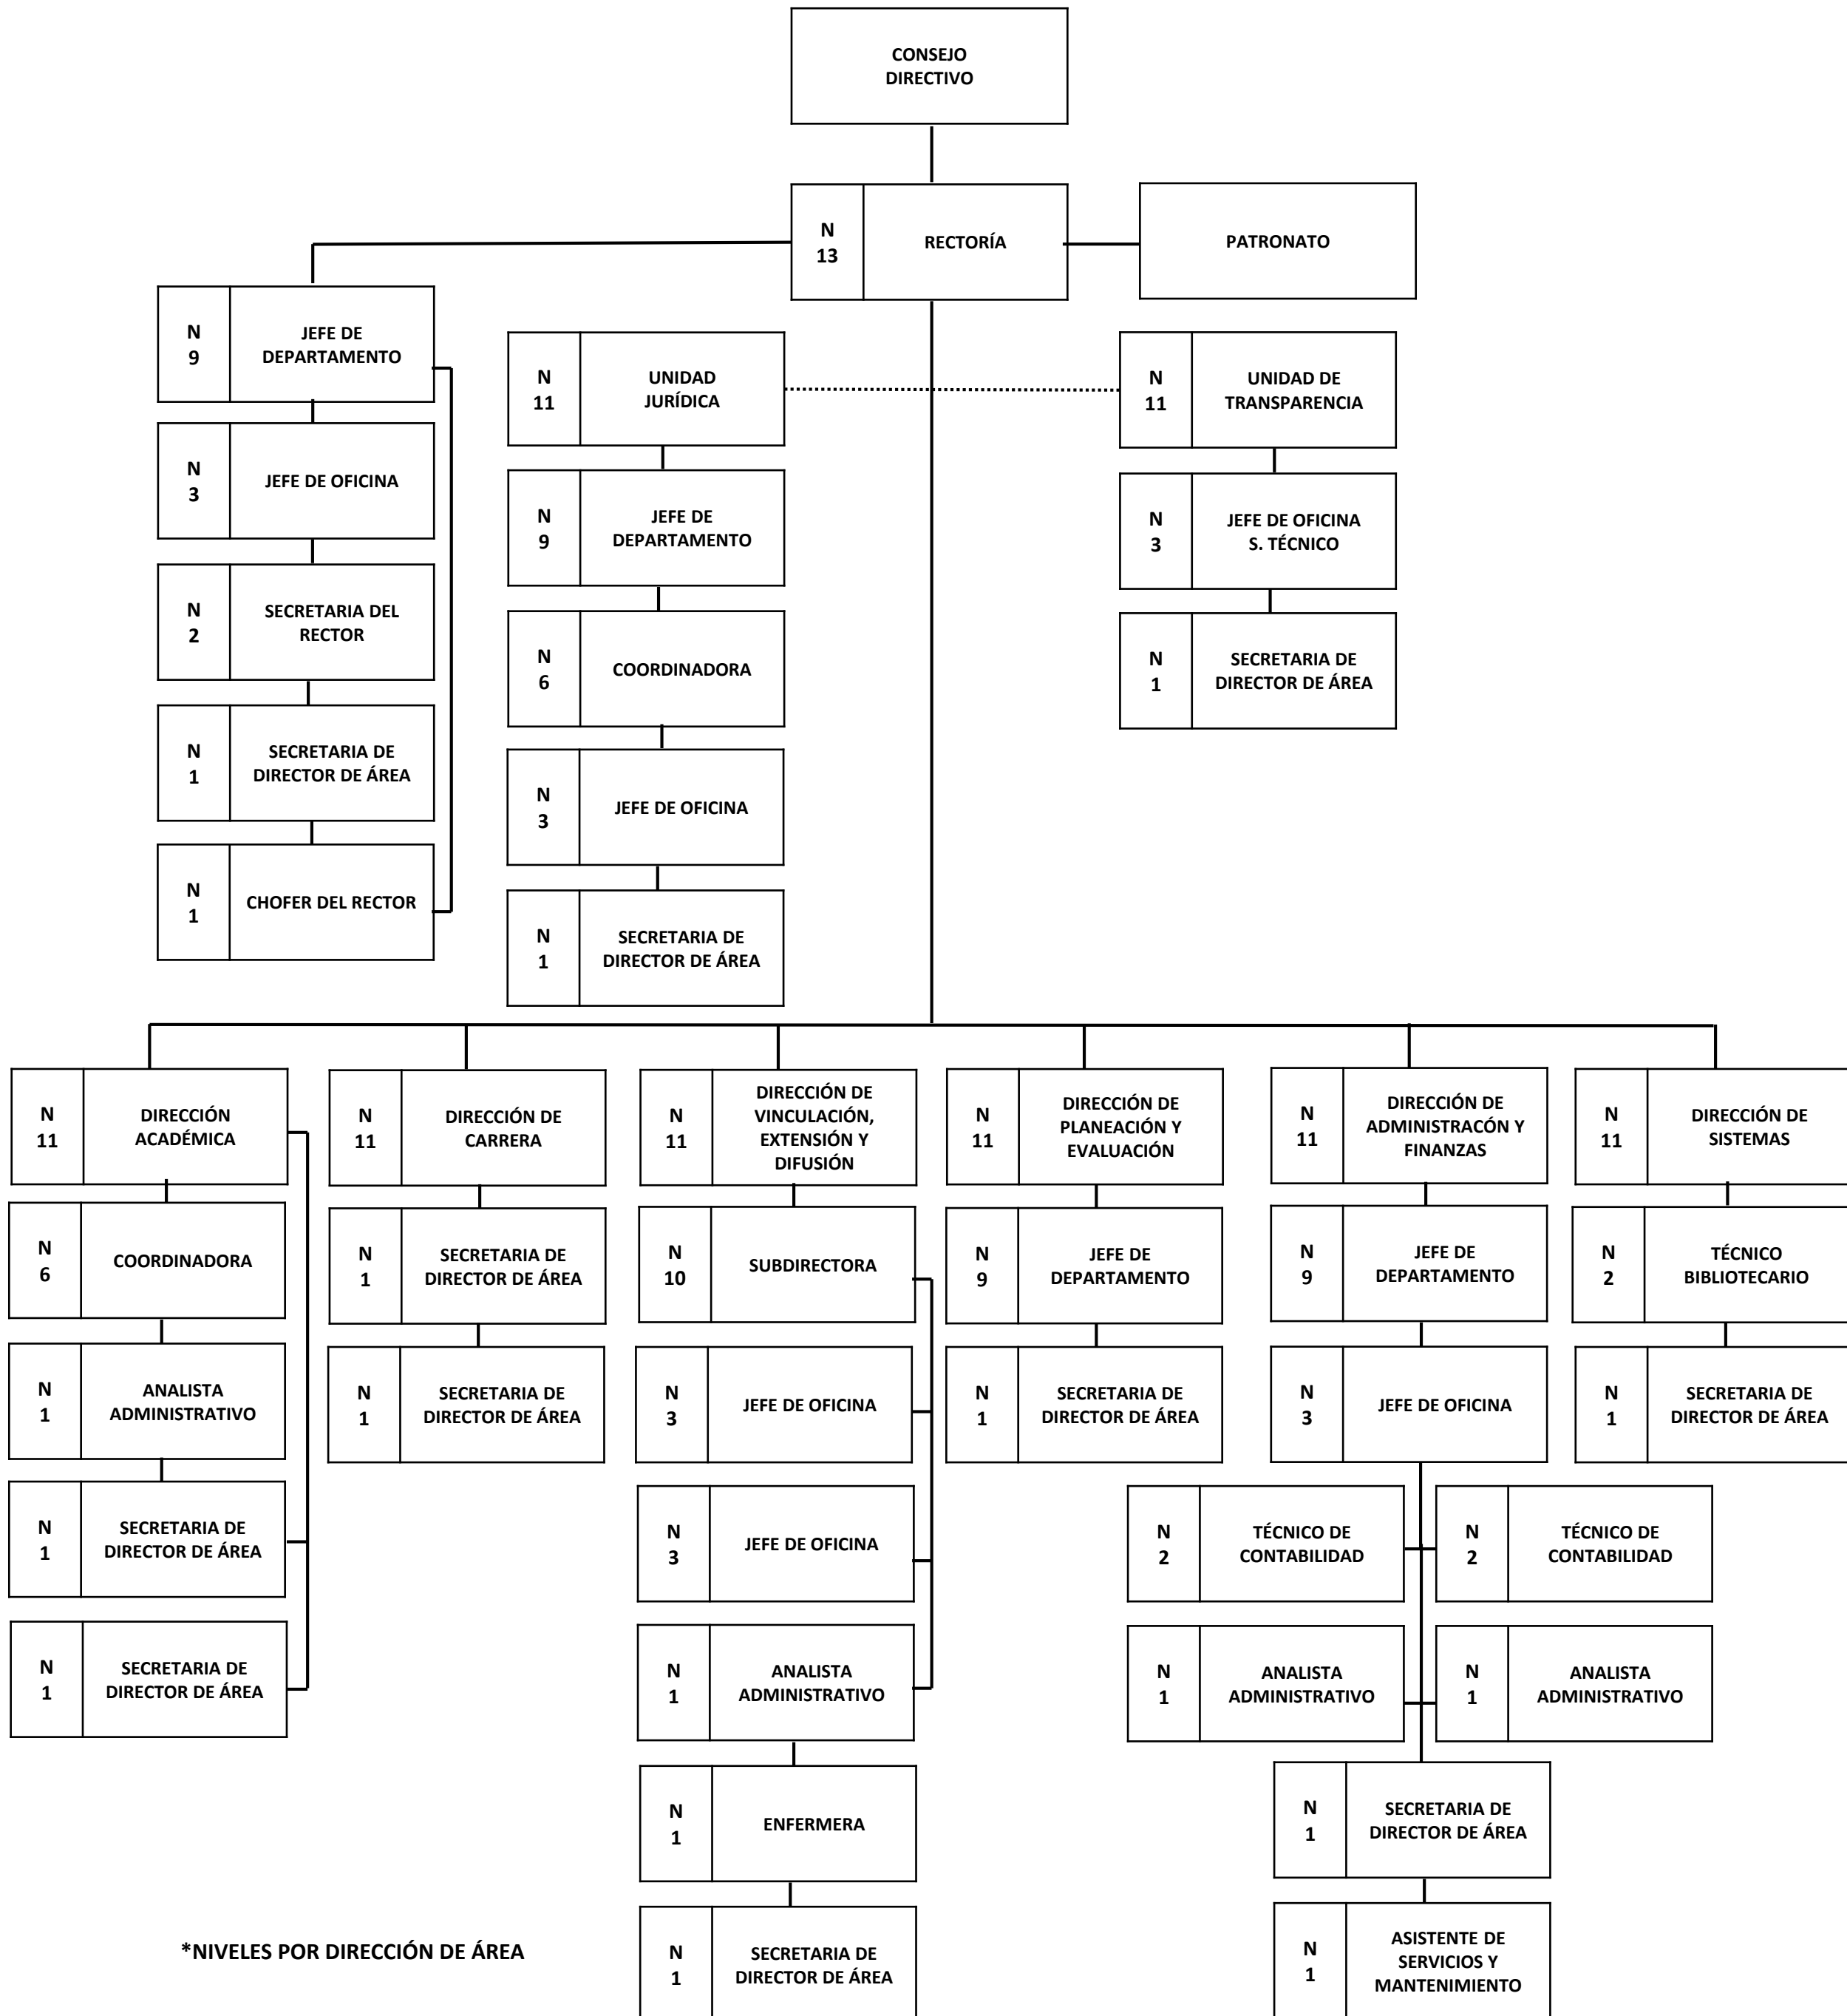 CONSEJO
DIRECTIVO
N
13
RECTORÍA
PATRONATO
N
9
JEFE DE
DEPARTAMENTO
N
3
JEFE DE OFICINA
N
2
SECRETARIA DEL
RECTOR
N
1
SECRETARIA DE
DIRECTOR DE ÁREA
N
1
CHOFER DEL RECTOR
N
11
UNIDAD
JURÍDICA
N
9
JEFE DE
DEPARTAMENTO
N
6
COORDINADORA
N
3
JEFE DE OFICINA
N
1
SECRETARIA DE
DIRECTOR DE ÁREA
N
11
UNIDAD DE
TRANSPARENCIA
N
3
JEFE DE OFICINA
S. TÉCNICO
N
1
SECRETARIA DE
DIRECTOR DE ÁREA
N
11
DIRECCIÓN
ACADÉMICA
N
6
COORDINADORA
N
1
ANALISTA
ADMINISTRATIVO
N
1
SECRETARIA DE
DIRECTOR DE ÁREA
N
1
SECRETARIA DE
DIRECTOR DE ÁREA
N
11
DIRECCIÓN DE
CARRERA
N
1
SECRETARIA DE
DIRECTOR DE ÁREA
N
1
SECRETARIA DE
DIRECTOR DE ÁREA
N
11
DIRECCIÓN DE
VINCULACIÓN,
EXTENSIÓN Y
DIFUSIÓN
N
10
SUBDIRECTORA
N
3
JEFE DE OFICINA
N
3
JEFE DE OFICINA
N
1
ANALISTA
ADMINISTRATIVO
N
1
ENFERMERA
N
1
SECRETARIA DE
DIRECTOR DE ÁREA
N
11
DIRECCIÓN DE
PLANEACIÓN Y
EVALUACIÓN
N
9
JEFE DE
DEPARTAMENTO
N
1
SECRETARIA DE
DIRECTOR DE ÁREA
N
11
DIRECCIÓN DE
ADMINISTRACÓN Y
FINANZAS
N
9
JEFE DE
DEPARTAMENTO
N
3
JEFE DE OFICINA
N
2
TÉCNICO DE
CONTABILIDAD
N
2
TÉCNICO DE
CONTABILIDAD
N
1
ANALISTA
ADMINISTRATIVO
N
1
ANALISTA
ADMINISTRATIVO
N
1
SECRETARIA DE
DIRECTOR DE ÁREA
N
1
ASISTENTE DE
SERVICIOS Y
MANTENIMIENTO
N
11
DIRECCIÓN DE
SISTEMAS
N
2
TÉCNICO
BIBLIOTECARIO
N
1
SECRETARIA DE
DIRECTOR DE ÁREA
*NIVELES POR DIRECCIÓN DE ÁREA